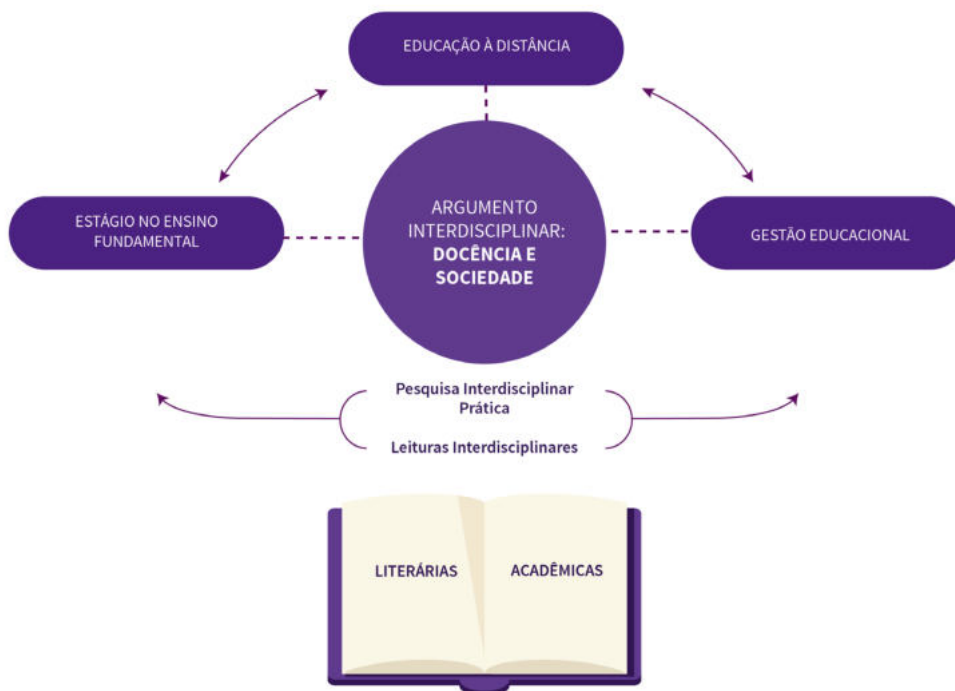 EDUCAÇÃO À DISTÂNCIA
ESTÁGIO NO ENSINO
FUNDAMENTAL
ARGUMENTO
INTERDISCIPLINAR:
DOCÊNCIA E
SOCIEDADE
GESTÃO EDUCACIONAL
Pesquisa Interdisciplinar
Prática
Leituras Interdisciplinares
LITERÁRIAS
ACADÊMICAS